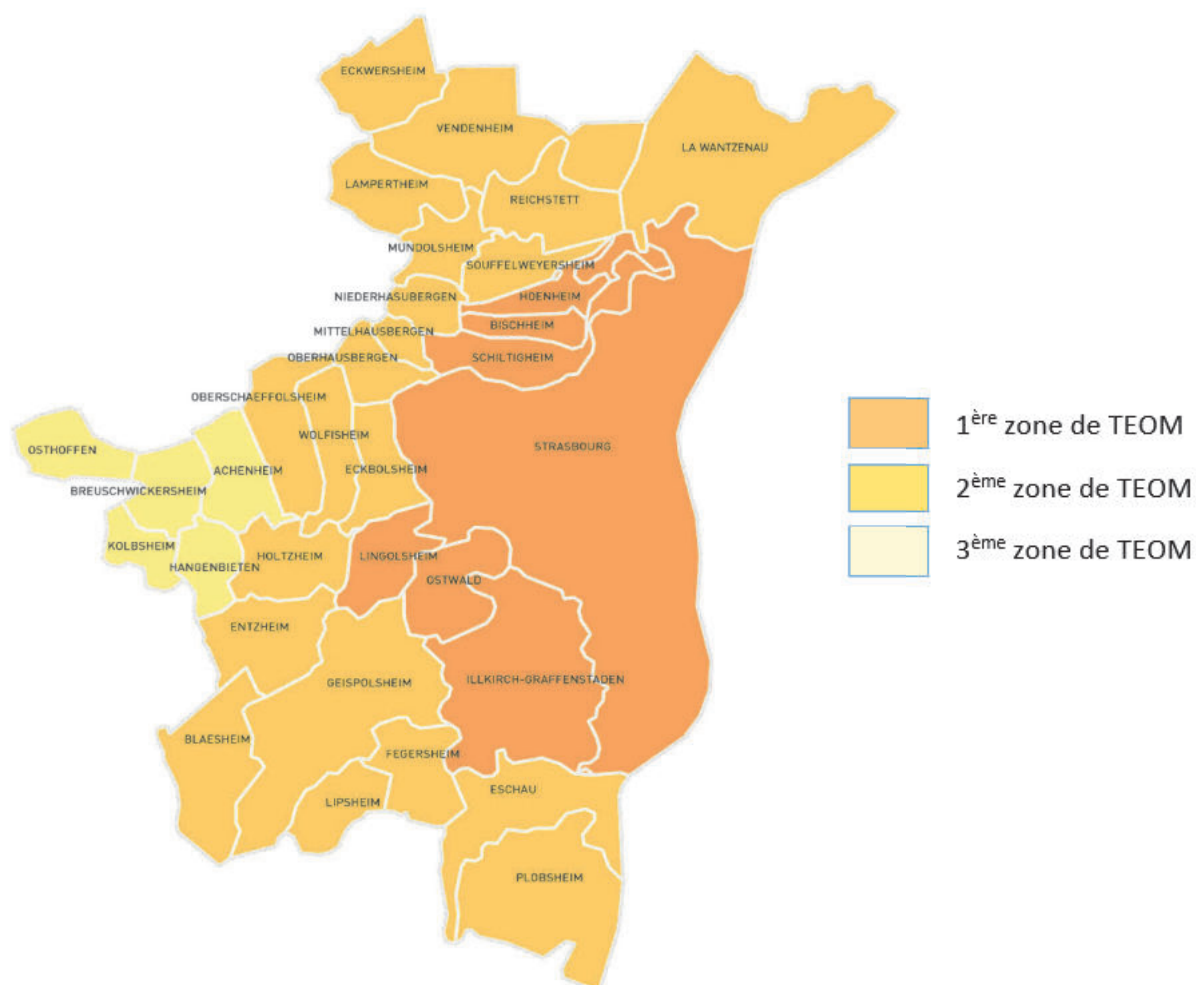 ECKWERSHEIM
VENDENHEIM
LA WANTZENAU
LAMPERTHEIM
REICHSTETT
MUNDOLSHEIM
SOUFFELWEYERSHEIM
NIEDERHASUBERGEN
HOENHEIM
BISCHHEIM
MITTELHAUSBERGEN
OBERHAUSBERGEN
SCHILTIGHEIM
OBERSCHAEFFOLSHEIM
WOLFISHEIM
STRASBOURG
OSTHOFFEN
ACHENHEIM
ECKBOLSHEIM
BREUSCHWICKERSHEIM
KOLBSHEIM
HANGENBIETEN
HOLTZHEIM
LINGOLSHEIM
OSTWALD
ENTZHEIM
GEISPOLSHEIM
ILLKIRCH-GRAFFENSTADEN
BLAESHEIM
FEGERSHEIM
LIPSHEIM
ESCHAU
PLOBSHEIM
1ère zone de TEOM
2ème zone de TEOM
3ème zone de TEOM